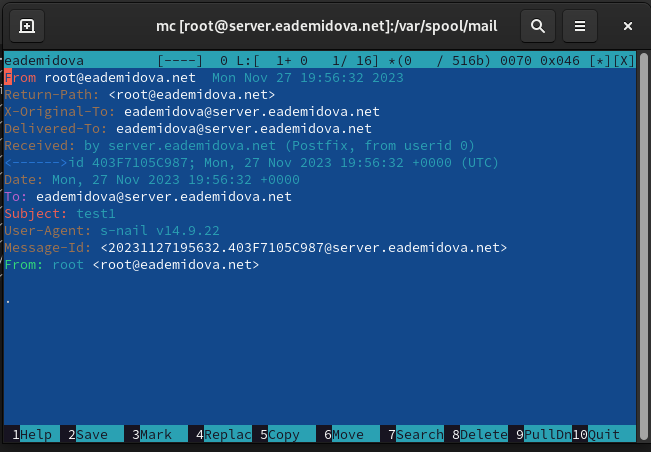 mc [root@server.eademidova.net]:/var/spool/mail
eademidova         [----]  0 L:[  1+ 0   1/ 16] *(0   / 516b) 0070 0x046 [*][X]
From root@eademidova.net  Mon Nov 27 19:56:32 2023
Return-Path: <root@eademidova.net>
X-Original-To: eademidova@server.eademidova.net
Delivered-To: eademidova@server.eademidova.net
Received: by server.eademidova.net (Postfix, from userid 0)
<------>id 403F7105C987; Mon, 27 Nov 2023 19:56:32 +0000 (UTC)
Date: Mon, 27 Nov 2023 19:56:32 +0000
To: eademidova@server.eademidova.net
Subject: test1
User-Agent: s-nail v14.9.22
Message-Id: <20231127195632.403F7105C987@server.eademidova.net>
From: root <root@eademidova.net>
.
1Help  2Save  3Mark  4Replac 5Copy  6Move  7Search 8Delete 9PullDn 10Quit